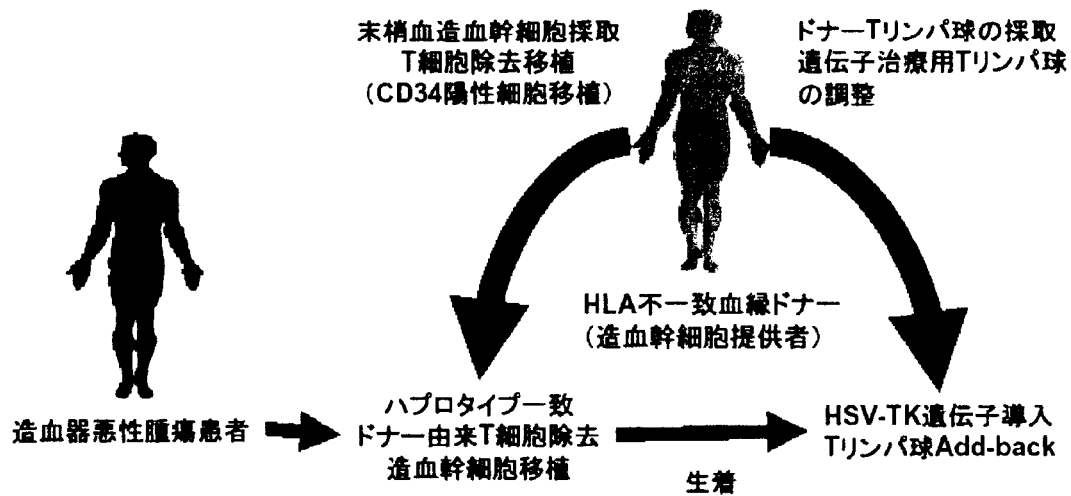 末梢血造血幹細胞採取
T細胞除去移植
（CD34陽性細胞移植）
ドナーTリンパ球の採取
遺伝子治療用Tリンパ球
の調整
HLA不一致血縁ドナー
（造血幹細胞提供者）
造血器悪性腫瘍患者
ハプロタイプ一致
ドナー由来T細胞除去
造血幹細胞移植
生着
HSV-TK遺伝子導入
Tリンパ球Add-back